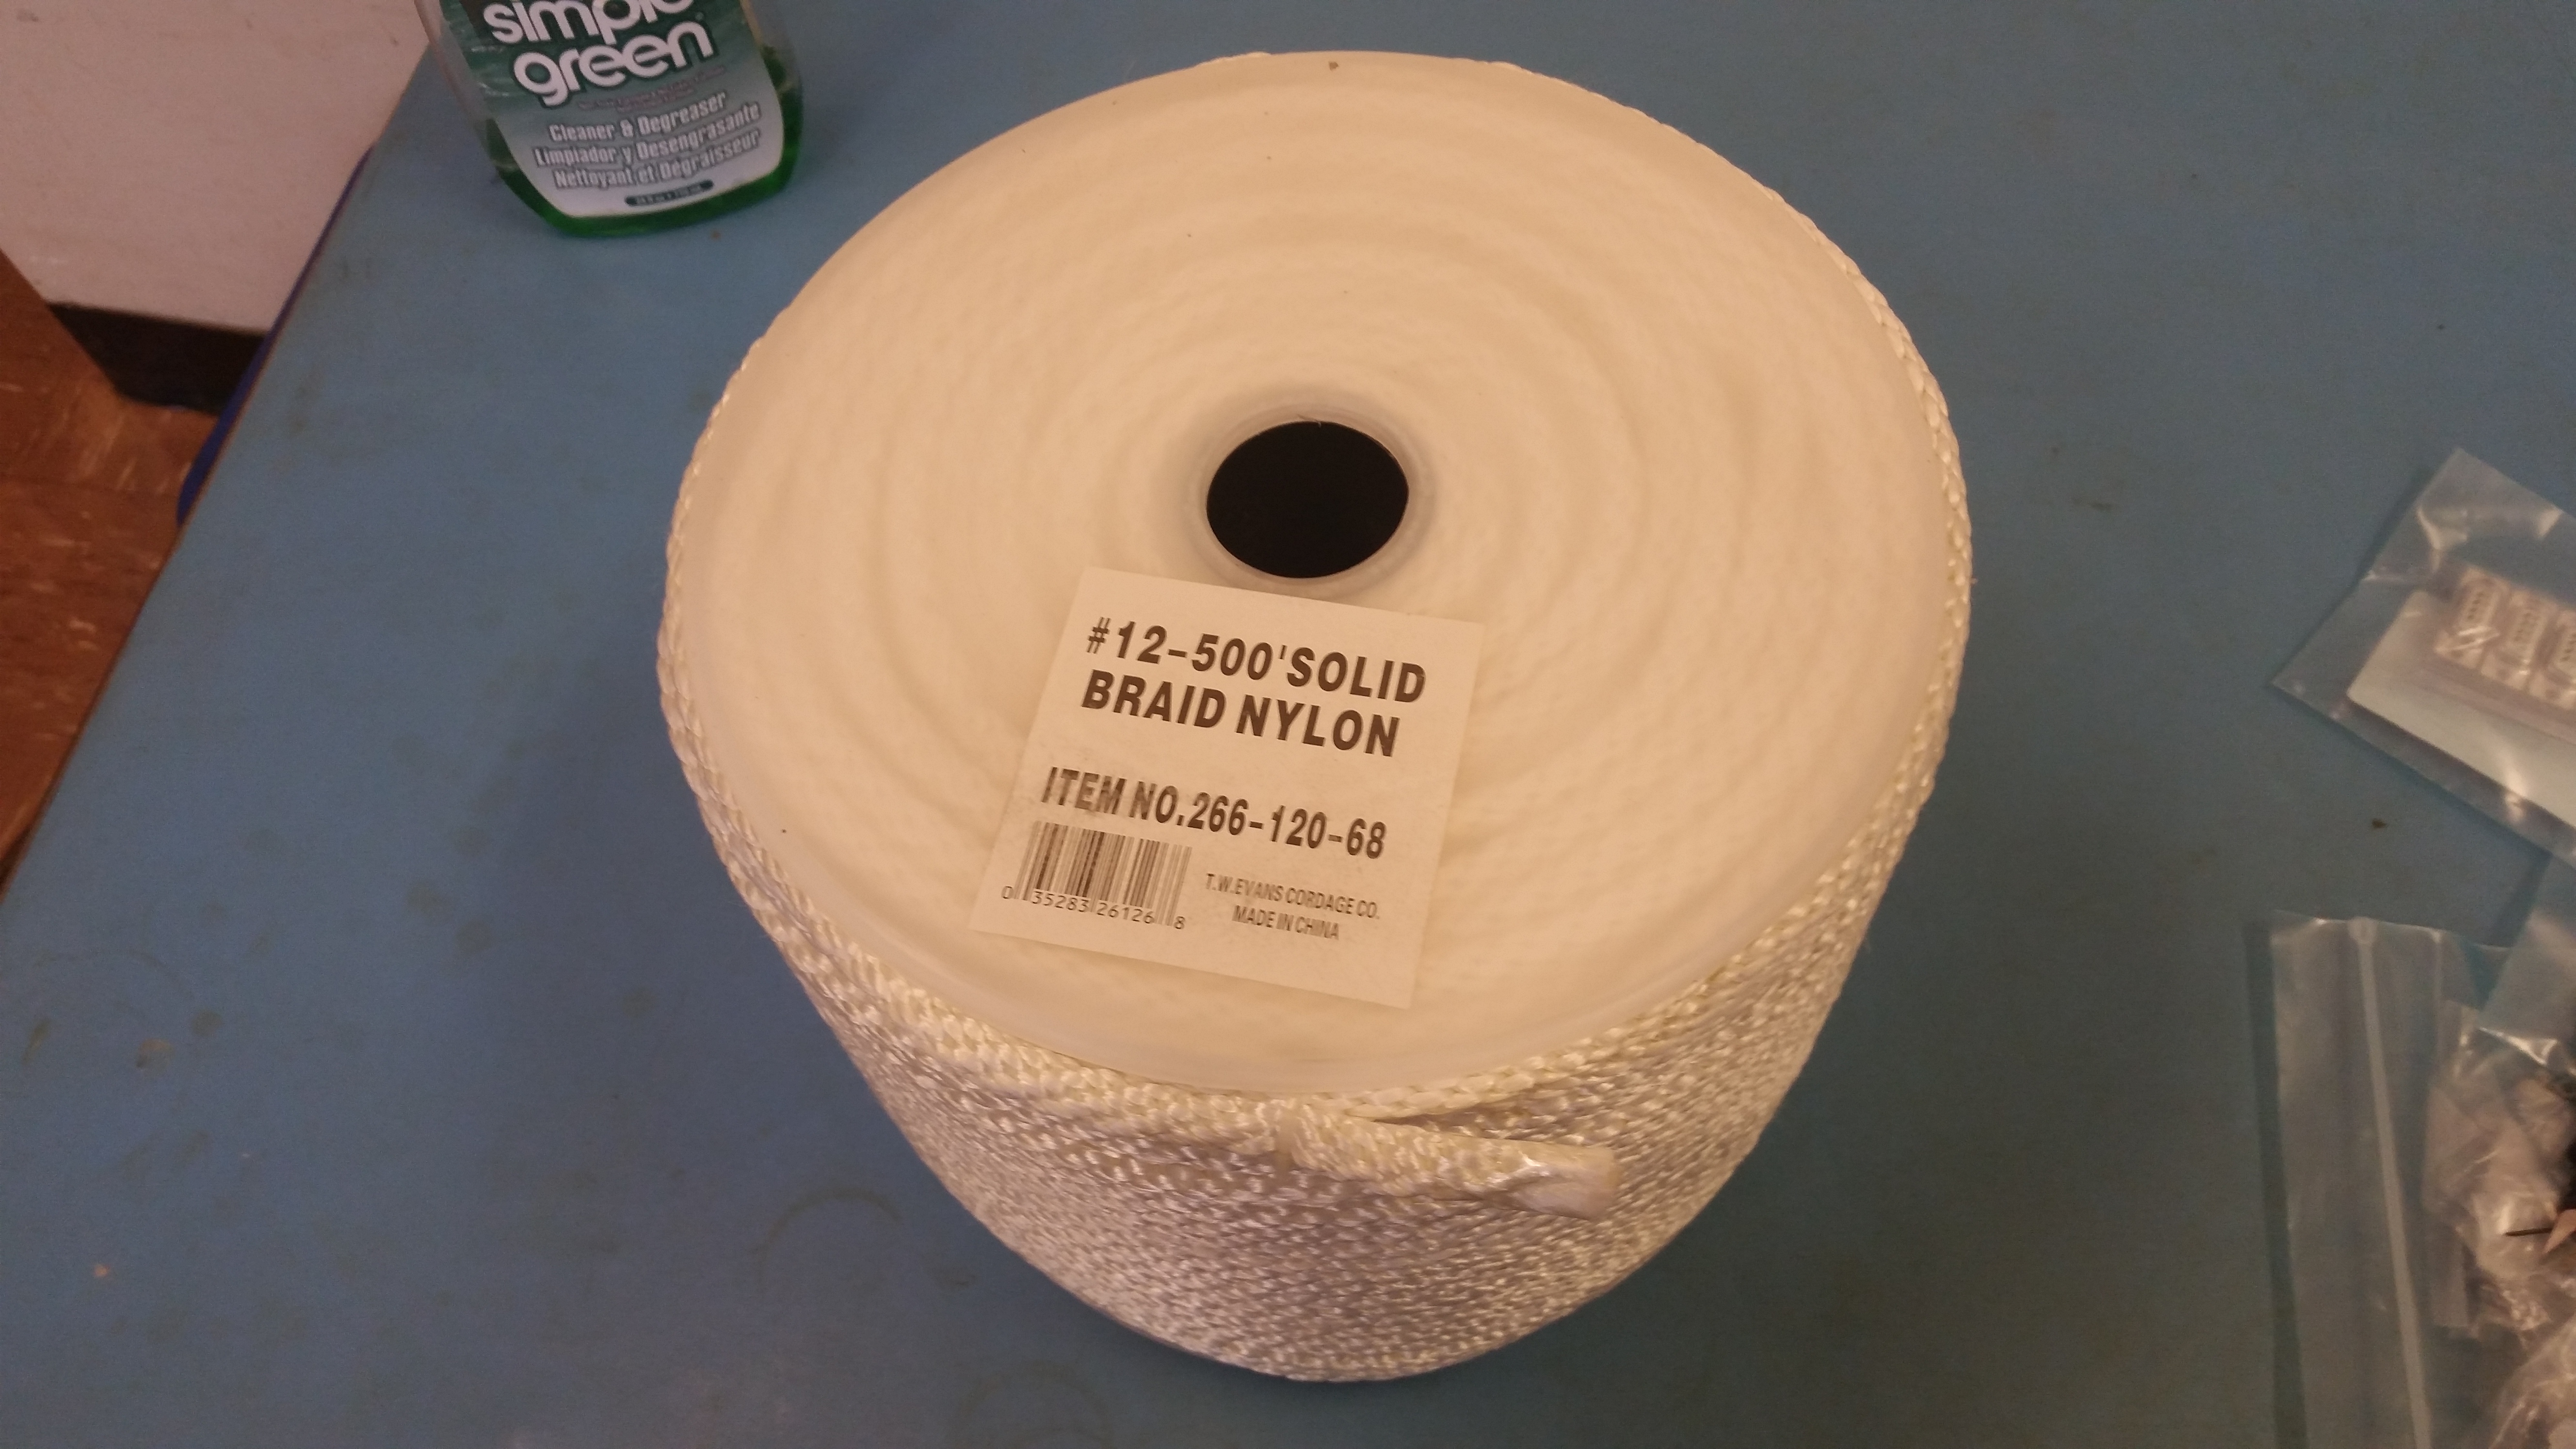 simple
green
Cleaner & Degreaser
Limpiador y Desengrasante
Nettoyant et Dégraisseur
#12-500'SOLID
BRAID NYLON
ITEM NO.266-120-68
0 35283 26126 8
T.W.EVANS CORDAGE CO.
MADE IN CHINA